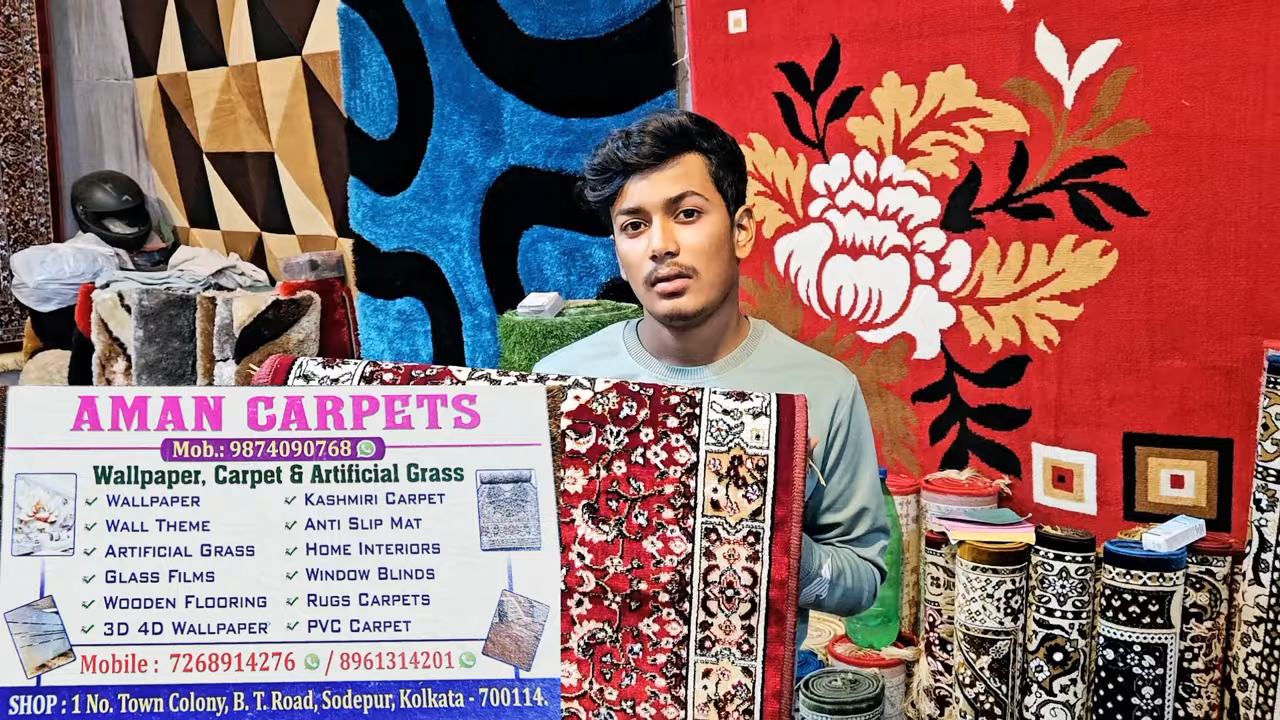 AMAN CARPETS
Mob.: 9874090768
Wallpaper, Carpet & Artificial Grass
✓ WALLPAPER
✓ WALL THEME
✓ ARTIFICIAL GRASS
✓ GLASS FILMS
✓ WOODEN FLOORING
✓ 3D 4D WALLPAPER
✓ KASHMIRI CARPET
✓ ANTI SLIP MAT
✓ HOME INTERIORS
✓ WINDOW BLINDS
✓ RUGS CARPETS
✓ PVC CARPET
Mobile : 7268914276 / 8961314201
SHOP : 1 No. Town Colony, B. T. Road, Sodepur, Kolkata - 700114.